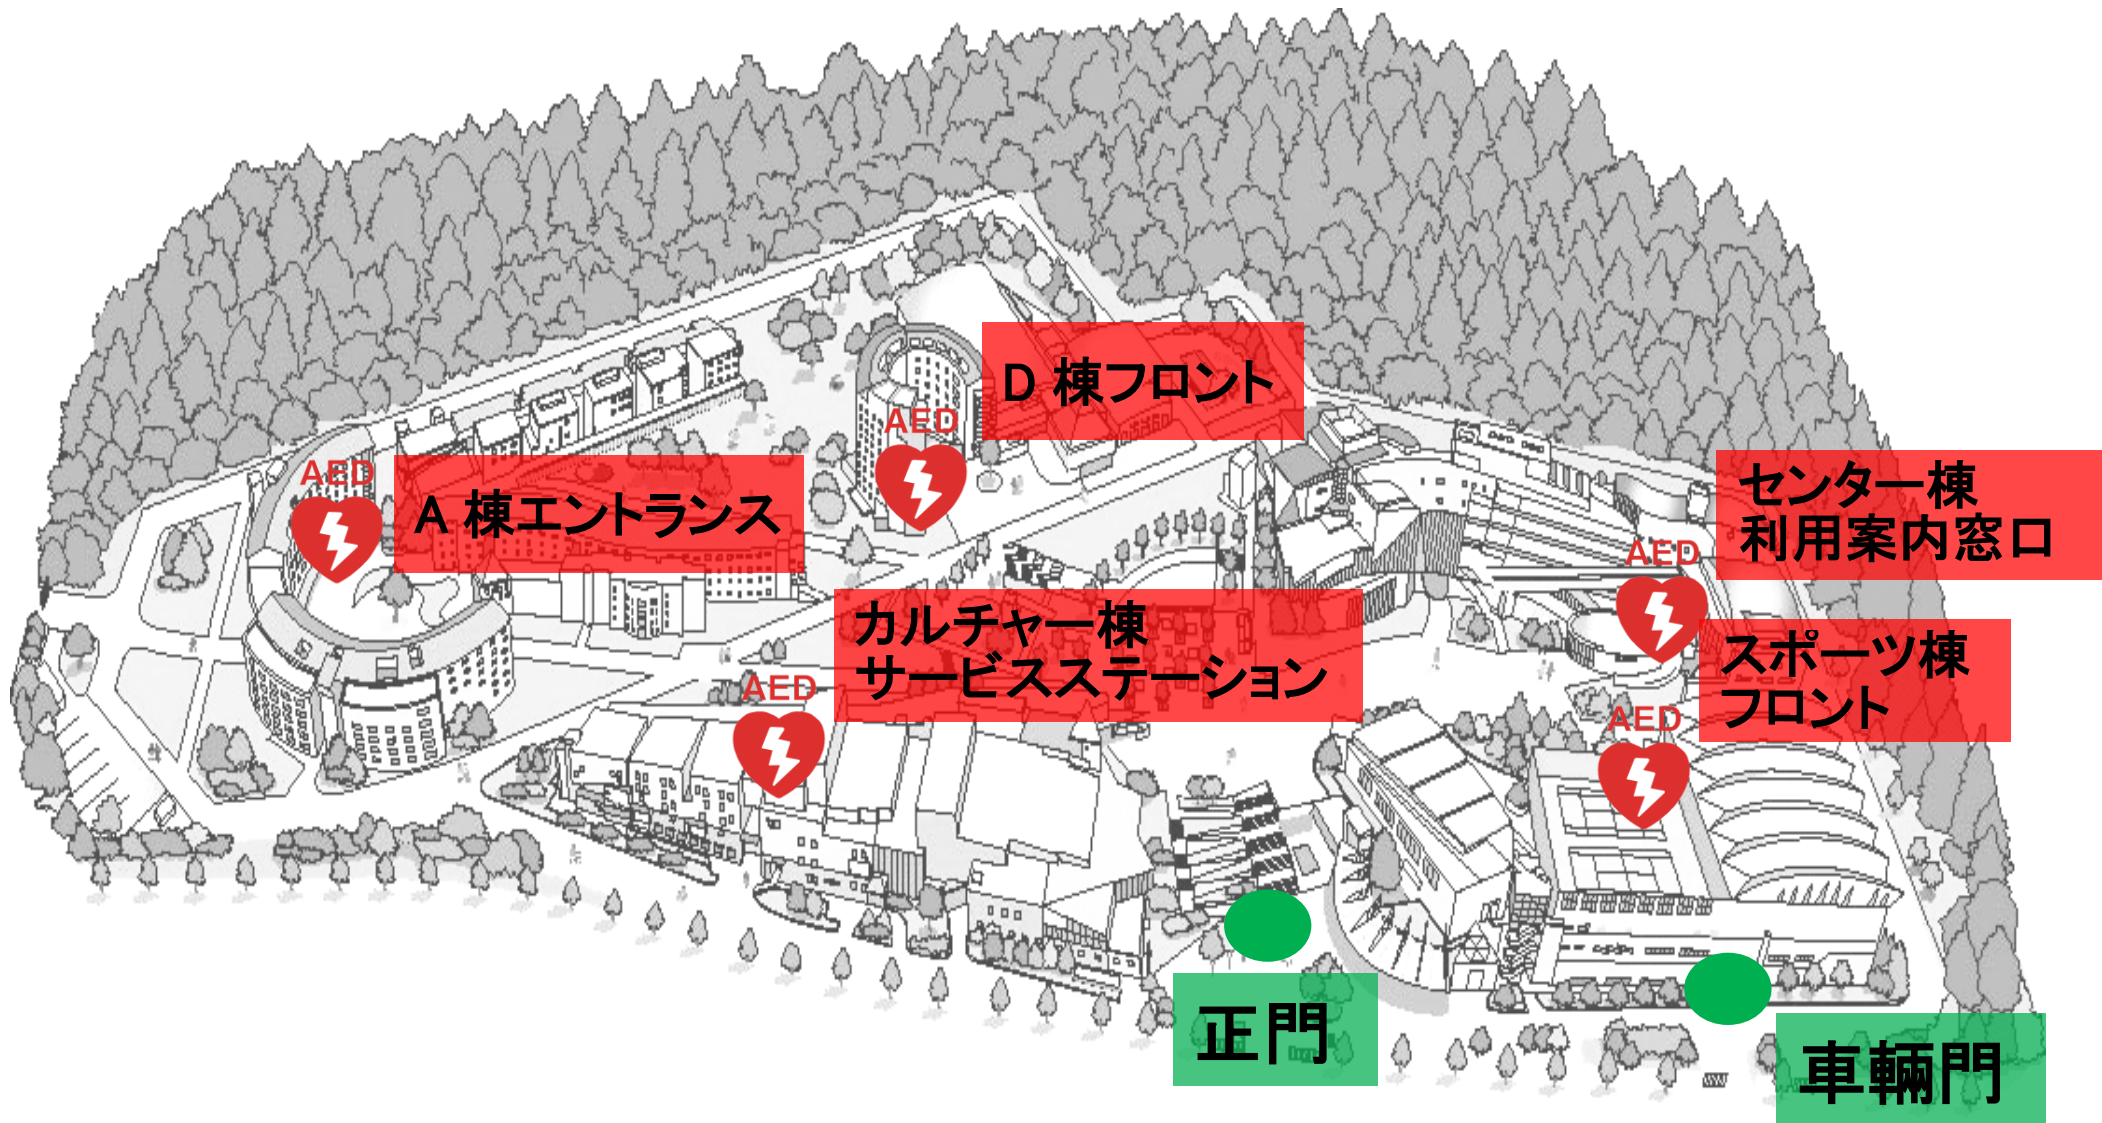 D 棟フロント
AED
AED
A 棟エントランス
センター棟
利用案内窓口
AED
カルチャー棟
サービスステーション
スポーツ棟
フロント
AED
AED
正門
車輌門